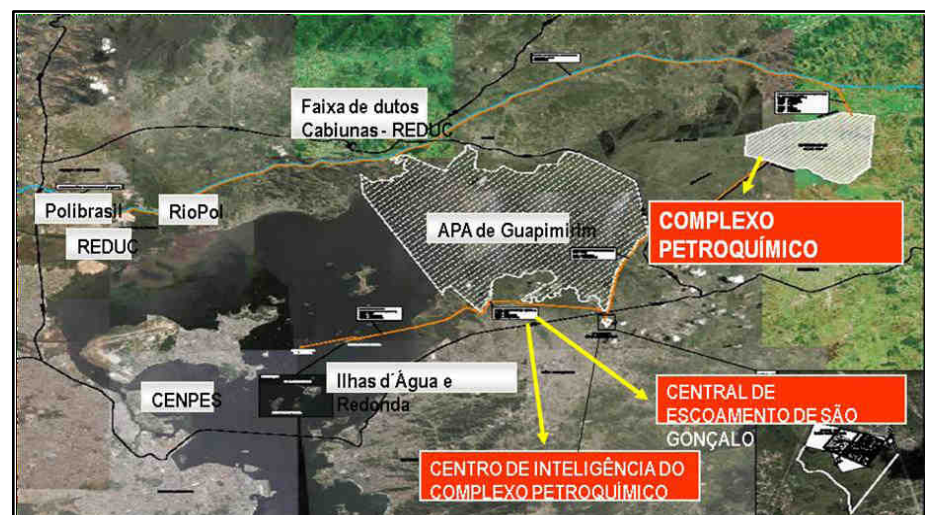 Faixa de dutos
Cabiunas - REDUC
Polibrasil
RioPol
REDUC
APA de Guapimirim
COMPLEXO
PETROQUÍMICO
Ilhas d´Água e
Redonda
CENPES
CENTRAL DE
ESCOAMENTO DE SÃO
GONÇALO
CENTRO DE INTELIGÊNCIA DO
COMPLEXO PETROQUÍMICO